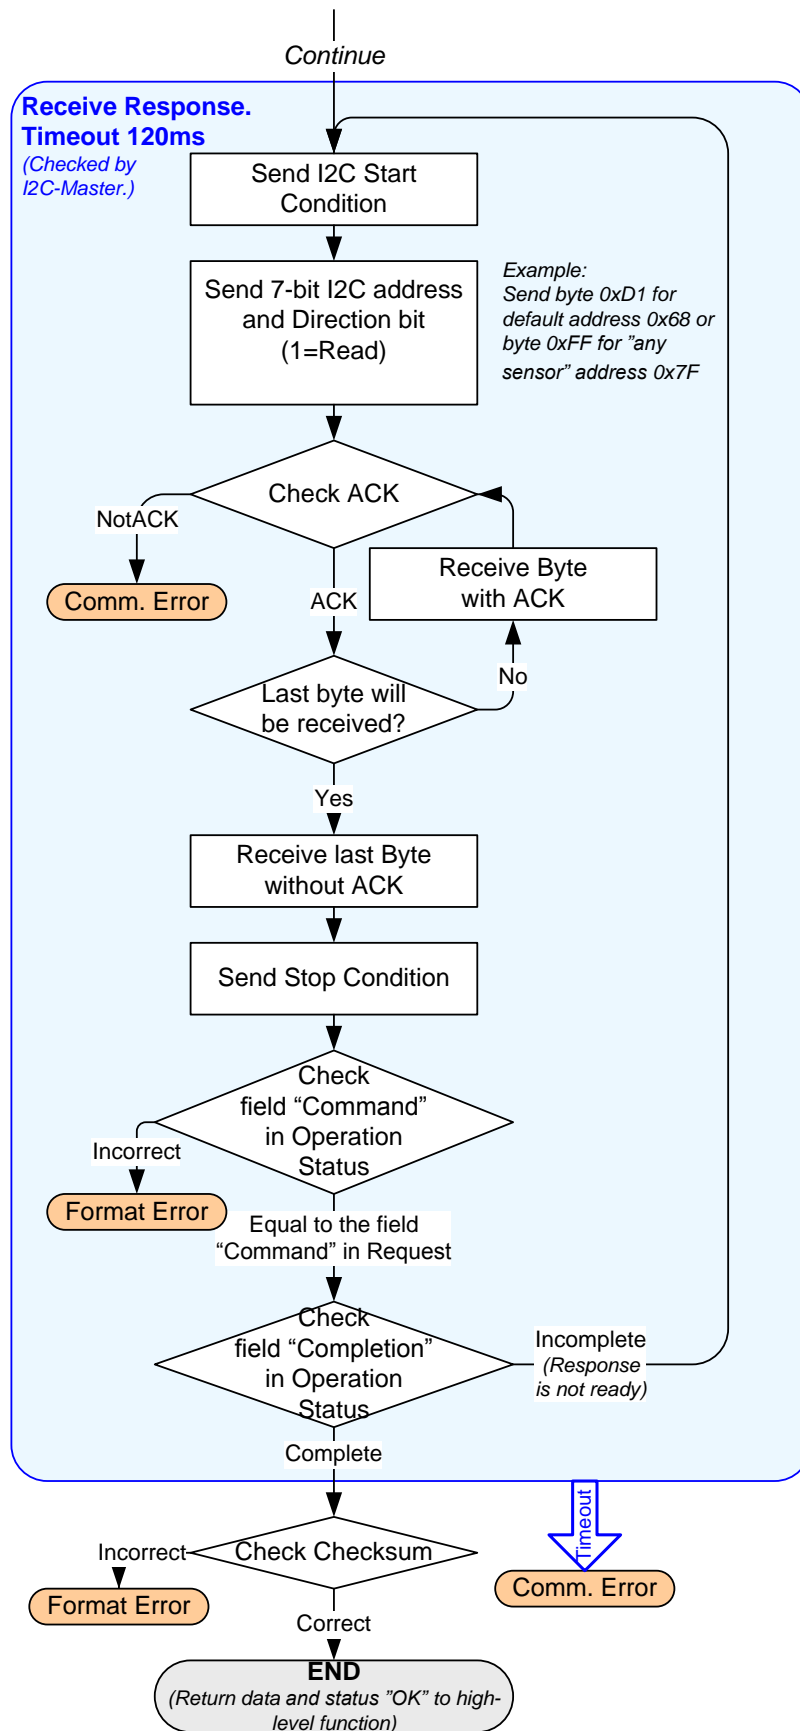 Continue
Receive Response.
Timeout 120ms
(Checked by
I2C-Master.)
Send I2C Start
Condition
Send 7-bit I2C address
and Direction bit
(1=Read)
Example:
Send byte 0xD1 for
default address 0x68 or
byte 0xFF for ”any
sensor” address 0x7F
Check ACK
NotACK
Comm. Error
ACK
Receive Byte
with ACK
No
Last byte will
be received?
Yes
Receive last Byte
without ACK
Send Stop Condition
Check
field “Command”
in Operation
Status
Incorrect
Format Error
Equal to the field
“Command” in Request
Check
field “Completion”
in Operation
Status
Incomplete
(Response
is not ready)
Complete
Timeout
Check Checksum
Incorrect
Format Error
Comm. Error
Correct
END
(Return data and status ”OK” to high-
level function)